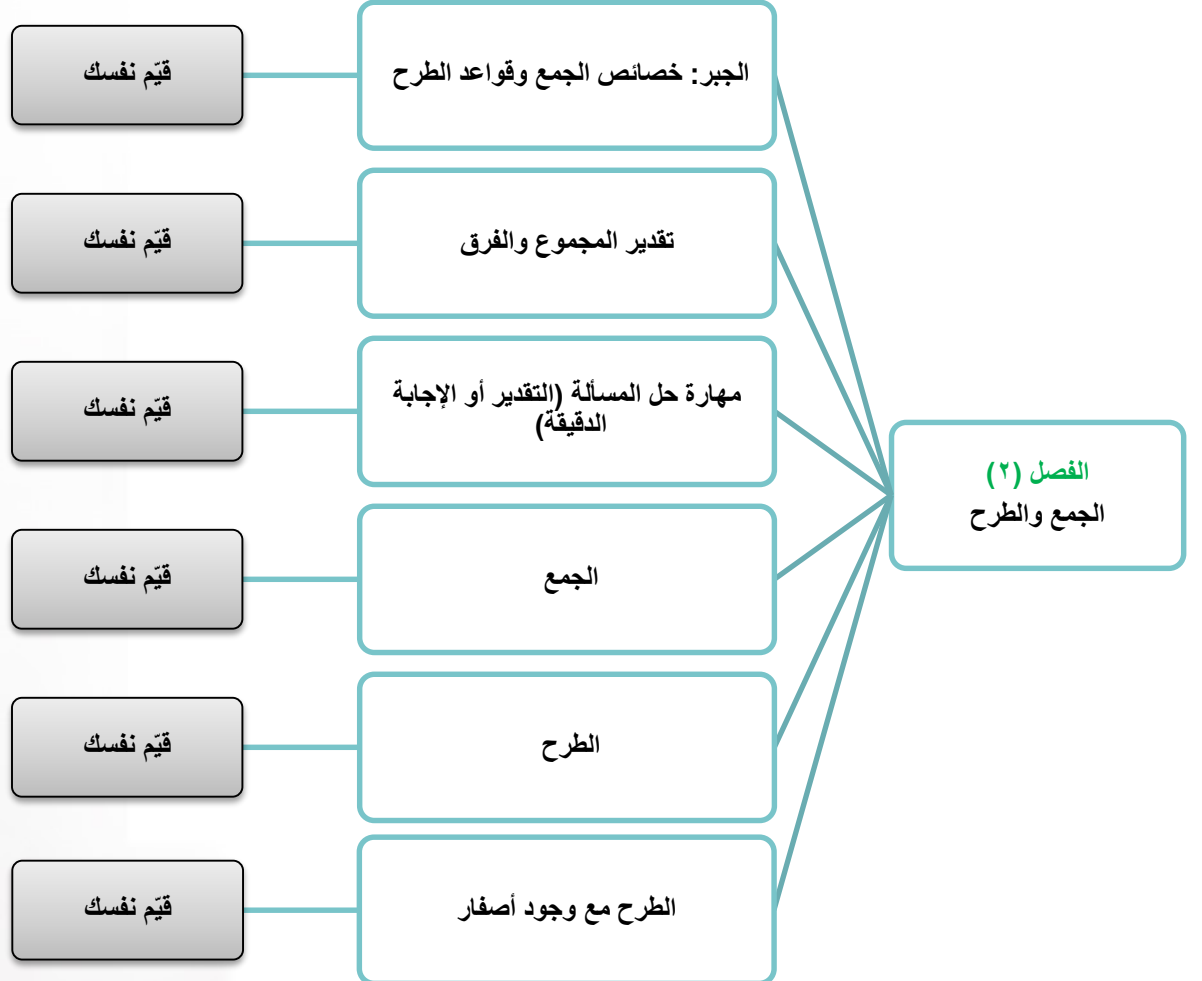 الفصل (٢)
الجمع والطرح
الجبر: خصائص الجمع وقواعد الطرح
قيّم نفسك
تقدير المجموع والفرق
قيّم نفسك
مهارة حل المسألة (التقدير أو الإجابة
الدقيقة)
قيّم نفسك
الجمع
قيّم نفسك
الطرح
قيّم نفسك
الطرح مع وجود أصفار
قيّم نفسك